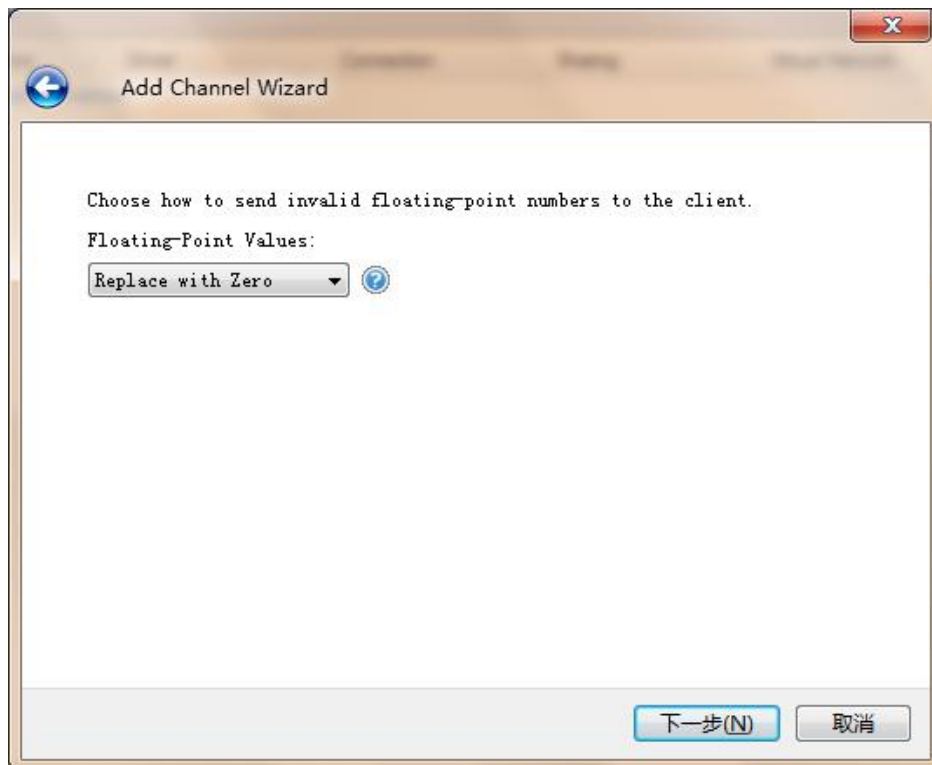 Add Channel Wizard
Choose how to send invalid floating-point numbers to the client.
Floating-Point Values:
Replace with Zero
下一步(N)
取消